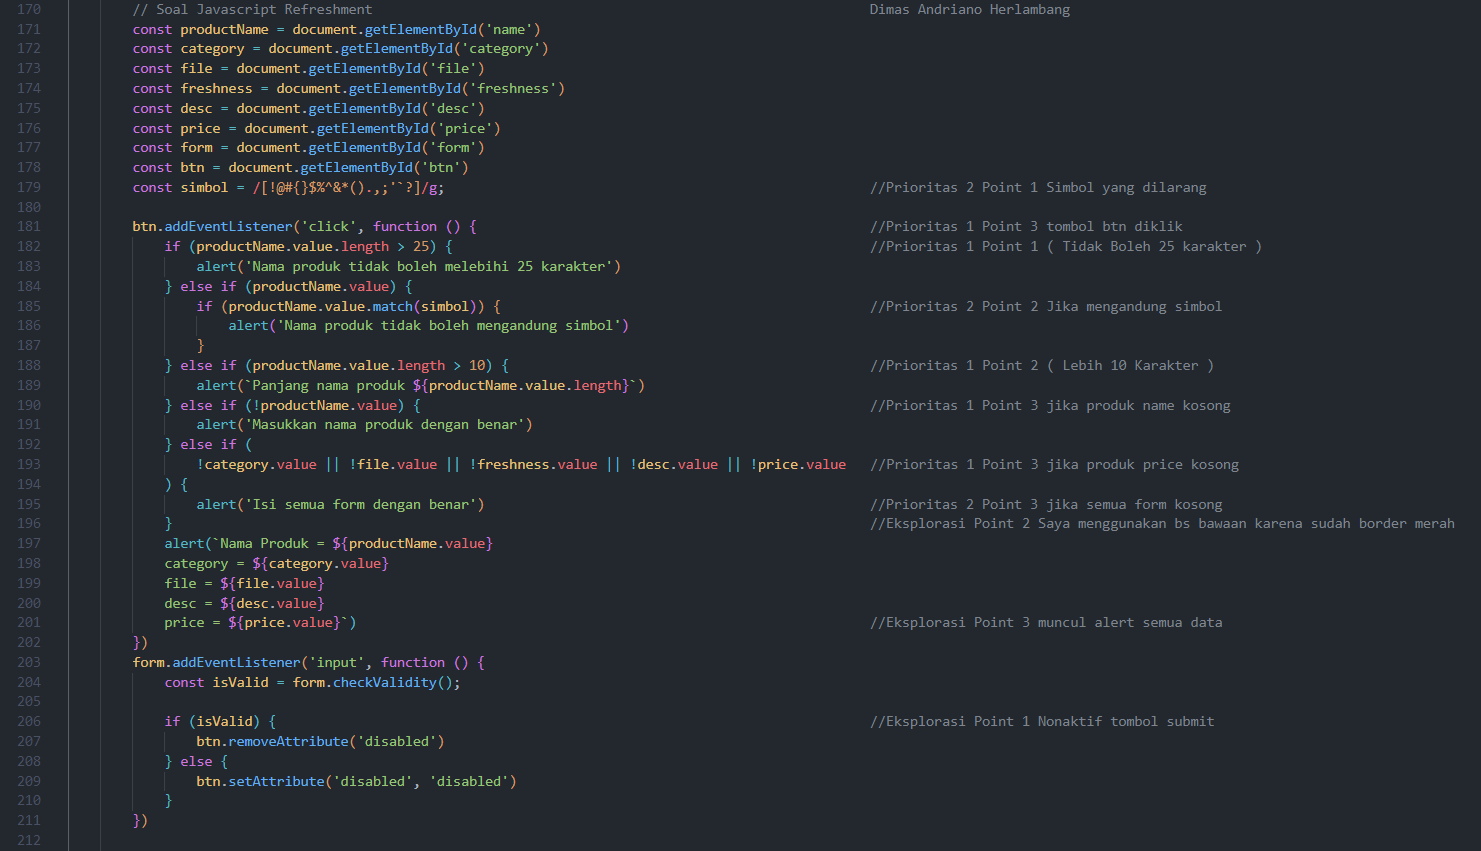 170 // Soal Javascript Refreshment Dimas Andriano Herlambang
171 const productName = document.getElementById('name')
172 const category = document.getElementById('category')
173 const file = document.getElementById('file')
174 const freshness = document.getElementById('freshness')
175 const desc = document.getElementById('desc')
176 const price = document.getElementById('price')
177 const form = document.getElementById('form')
178 const btn = document.getElementById('btn')
179 const simbol = /[!@#{}$%^&*().,;'`?]/g; //Prioritas 2 Point 1 Simbol yang dilarang
180
181 btn.addEventListener('click', function () { //Prioritas 1 Point 3 tombol btn diklik
182 if (productName.value.length > 25) { //Prioritas 1 Point 1 ( Tidak Boleh 25 karakter )
183 alert('Nama produk tidak boleh melebihi 25 karakter')
184 } else if (productName.value) {
185 if (productName.value.match(simbol)) { //Prioritas 2 Point 2 Jika mengandung simbol
186 alert('Nama produk tidak boleh mengandung simbol')
187 }
188 } else if (productName.value.length > 10) { //Prioritas 1 Point 2 ( Lebih 10 Karakter )
189 alert(`Panjang nama produk ${productName.value.length}`)
190 } else if (!productName.value) { //Prioritas 1 Point 3 jika produk name kosong
191 alert('Masukkan nama produk dengan benar')
192 } else if (
193 !category.value || !file.value || !freshness.value || !desc.value || !price.value //Prioritas 1 Point 3 jika produk price kosong
194 ) {
195 alert('Isi semua form dengan benar') //Prioritas 2 Point 3 jika semua form kosong
196 } //Eksplorasi Point 2 Saya menggunakan bs bawaan karena sudah border merah
197 alert(`Nama Produk = ${productName.value}
198 category = ${category.value}
199 file = ${file.value}
200 desc = ${desc.value}
201 price = ${price.value}`) //Eksplorasi Point 3 muncul alert semua data
202 })
203 form.addEventListener('input', function () {
204 const isValid = form.checkValidity();
205
206 if (isValid) { //Eksplorasi Point 1 Nonaktif tombol submit
207 btn.removeAttribute('disabled')
208 } else {
209 btn.setAttribute('disabled', 'disabled')
210 }
211 })
212